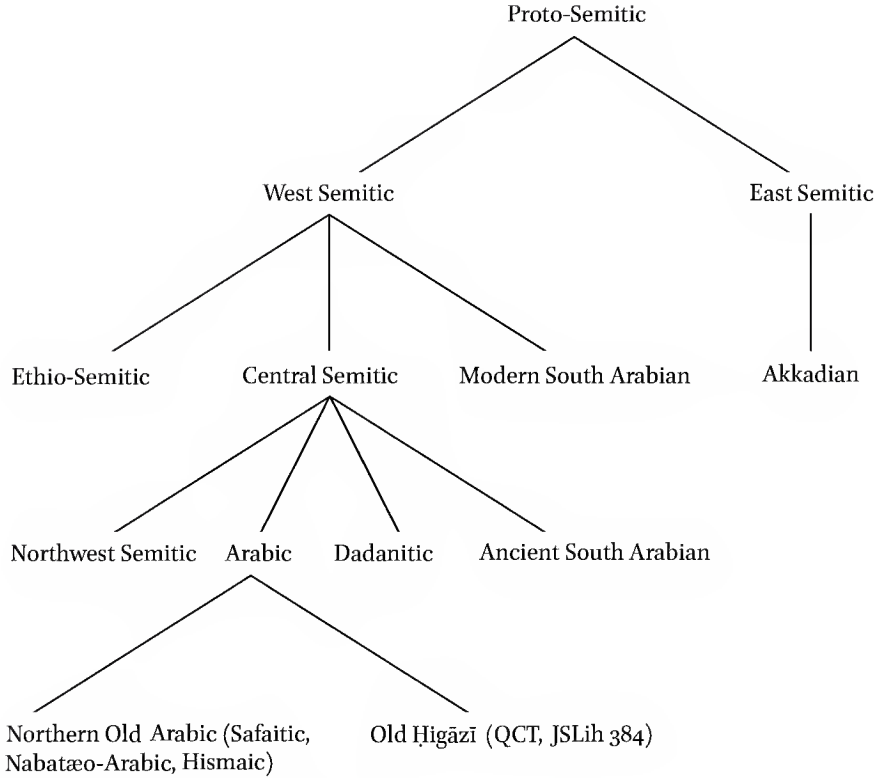 Proto-Semitic
West Semitic
East Semitic
Ethio-Semitic
Central Semitic
Modern South Arabian
Akkadian
Northwest Semitic
Arabic
Dadanitic
Ancient South Arabian
Northern Old Arabic (Safaitic,
Nabatæo-Arabic, Hismaic)
Old Ḥigāzī (QCT, JSLih 384)